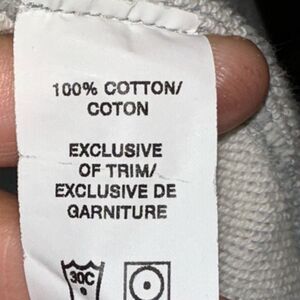 100% COTTON/
COTON
EXCLUSIVE
OF TRIM/
EXCLUSIVE DE
GARNITURE
30C